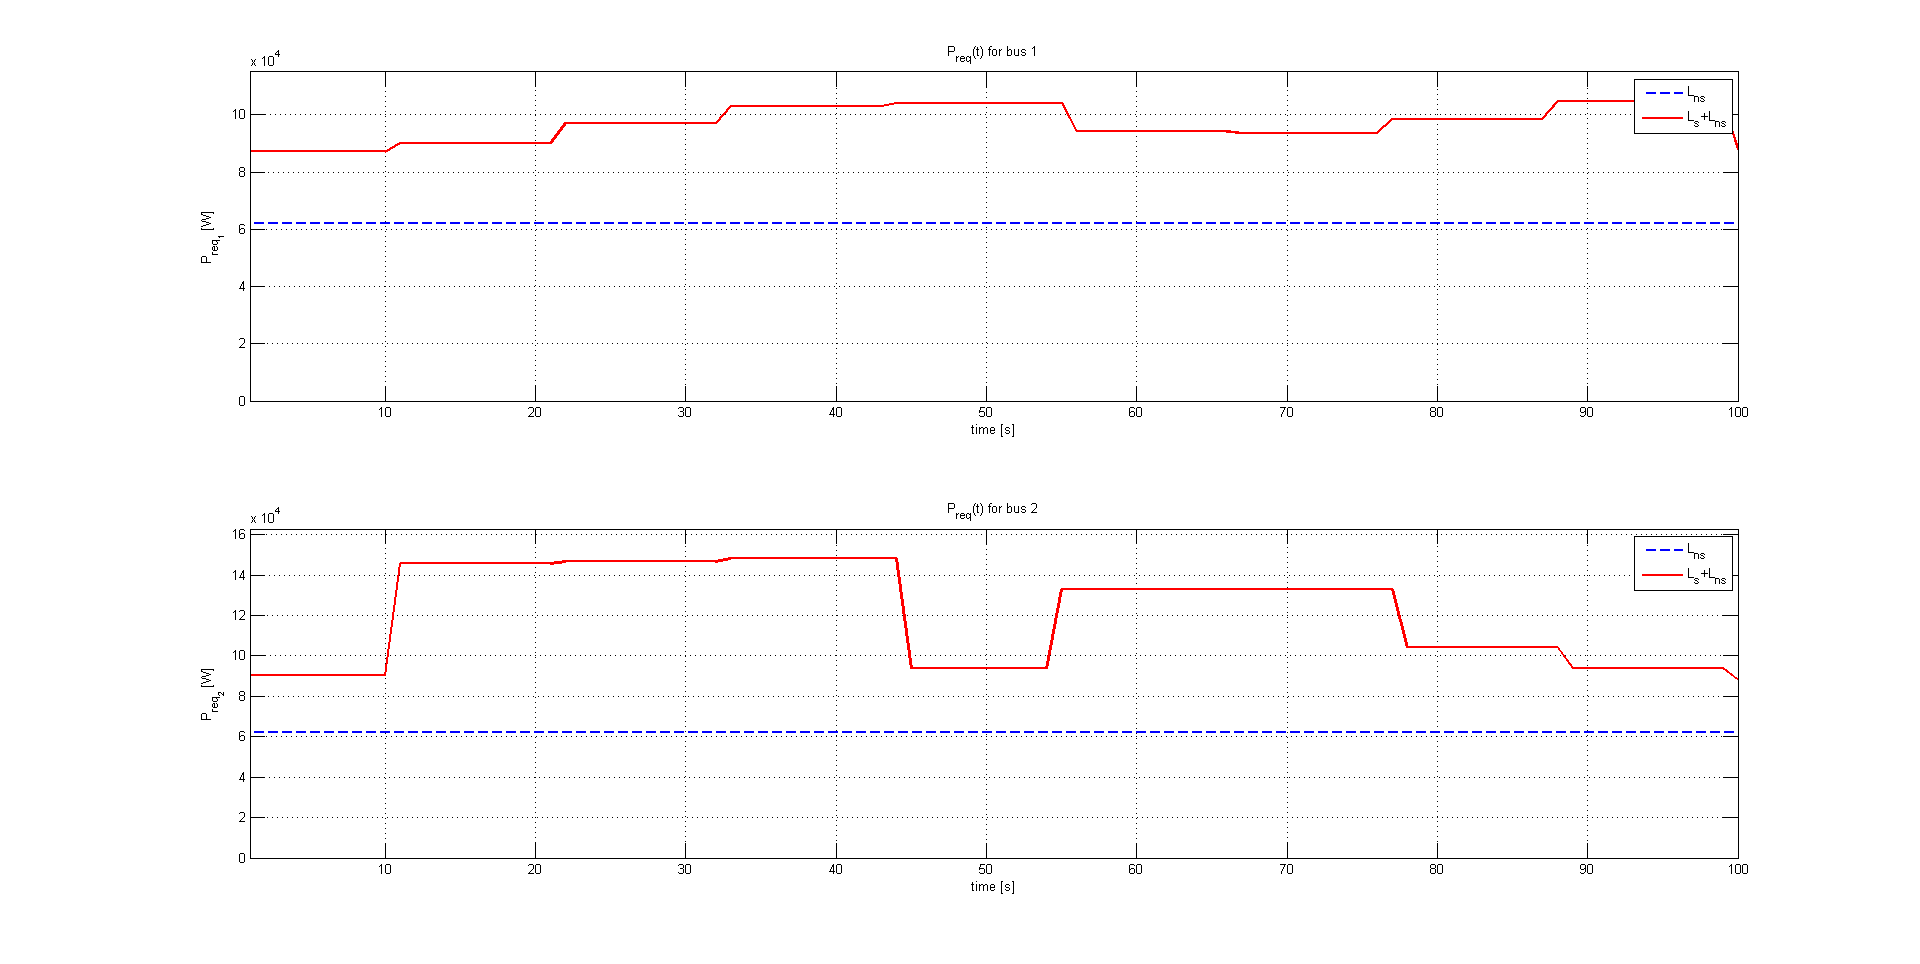 P_req(t) for bus 1
x 10^4
10
8
6
4
2
0
P_req_1 [W]
L_ns
L_s+L_ns
10 20 30 40 50 60 70 80 90 100
time [s]
P_req(t) for bus 2
x 10^4
16
14
12
10
8
6
4
2
0
P_req_2 [W]
L_ns
L_s+L_ns
10 20 30 40 50 60 70 80 90 100
time [s]